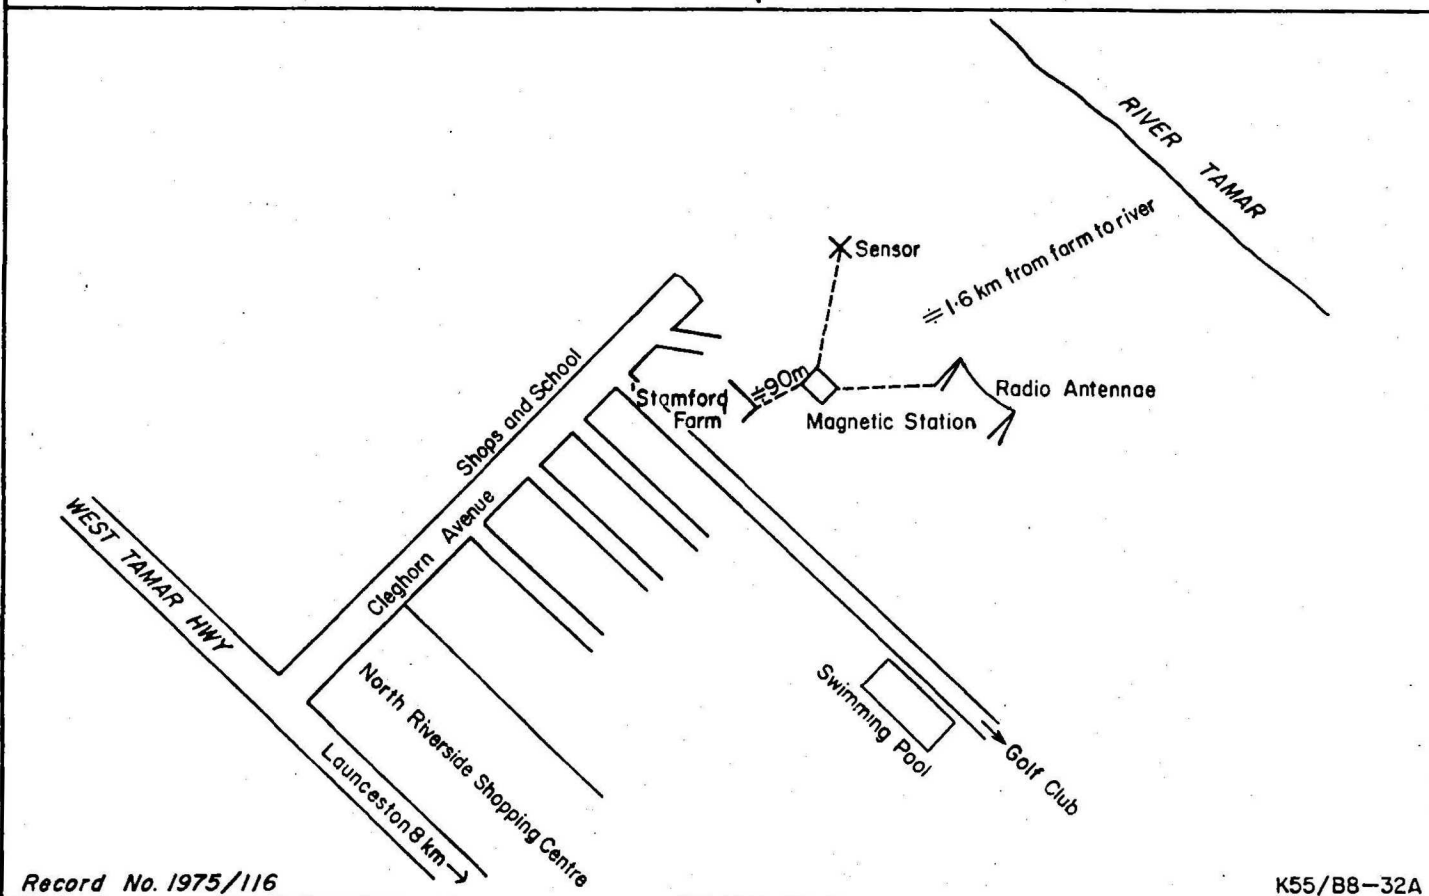 RIVER TAMAR
Sensor
≑ 1·6 km from farm to river
Shops and School
Stamford
Farm
≑90m
Magnetic Station
Radio Antennae
Cleghorn Avenue
WEST TAMAR HWY
North Riverside Shopping Centre
Launceston 8 km →
Swimming Pool
Golf Club
Record No. 1975/116
K55/B8-32A